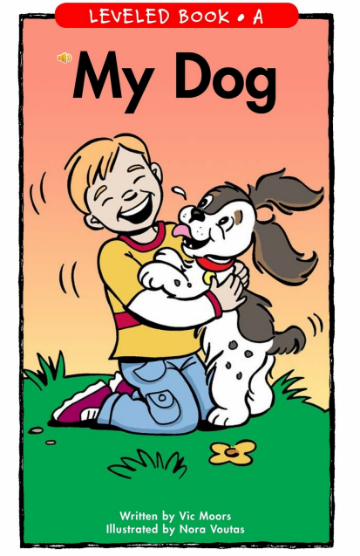 LEVELED BOOK • A
My Dog
Written by Vic Moors
Illustrated by Nora Voutas